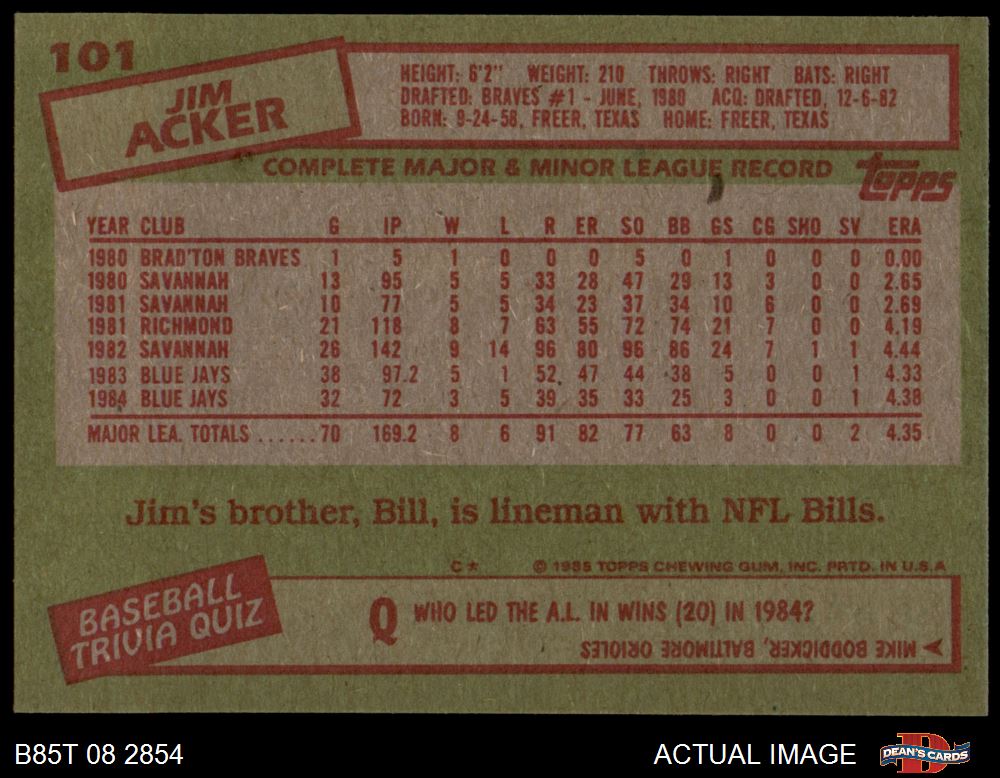 101
JIM
ACKER
HEIGHT: 6'2" WEIGHT: 210 THROWS: RIGHT BATS: RIGHT
DRAFTED: BRAVES #1 - JUNE, 1980 ACQ: DRAFTED, 12-6-82
BORN: 9-24-58, FREER, TEXAS HOME: FREER, TEXAS
COMPLETE MAJOR & MINOR LEAGUE RECORD
topps
YEAR CLUB G IP W L R ER SO BB GS CG SHO SV ERA
1980 BRAD'TON BRAVES 1 5 1 0 0 0 5 0 1 0 0 0 0.00
1980 SAVANNAH 13 95 5 5 33 28 47 29 13 3 0 0 2.65
1981 SAVANNAH 10 77 5 5 34 23 37 34 10 6 0 0 2.69
1981 RICHMOND 21 118 8 7 63 55 72 74 21 7 0 0 4.19
1982 SAVANNAH 26 142 9 14 96 80 96 86 24 7 1 1 4.44
1983 BLUE JAYS 38 97.2 5 1 52 47 44 38 5 0 0 1 4.33
1984 BLUE JAYS 32 72 3 5 39 35 33 25 3 0 0 1 4.38
MAJOR LEA. TOTALS ......70 169.2 8 6 91 82 77 63 8 0 0 2 4.35
Jim's brother, Bill, is lineman with NFL Bills.
C* © 1985 TOPPS CHEWING GUM, INC. PRTD. IN U.S.A
BASEBALL
TRIVIA QUIZ
Q WHO LED THE A.L. IN WINS (20) IN 1984?
MIKE BODDICKER, BALTIMORE ORIOLES
B85T 08 2854
ACTUAL IMAGE
DEAN'S CARDS